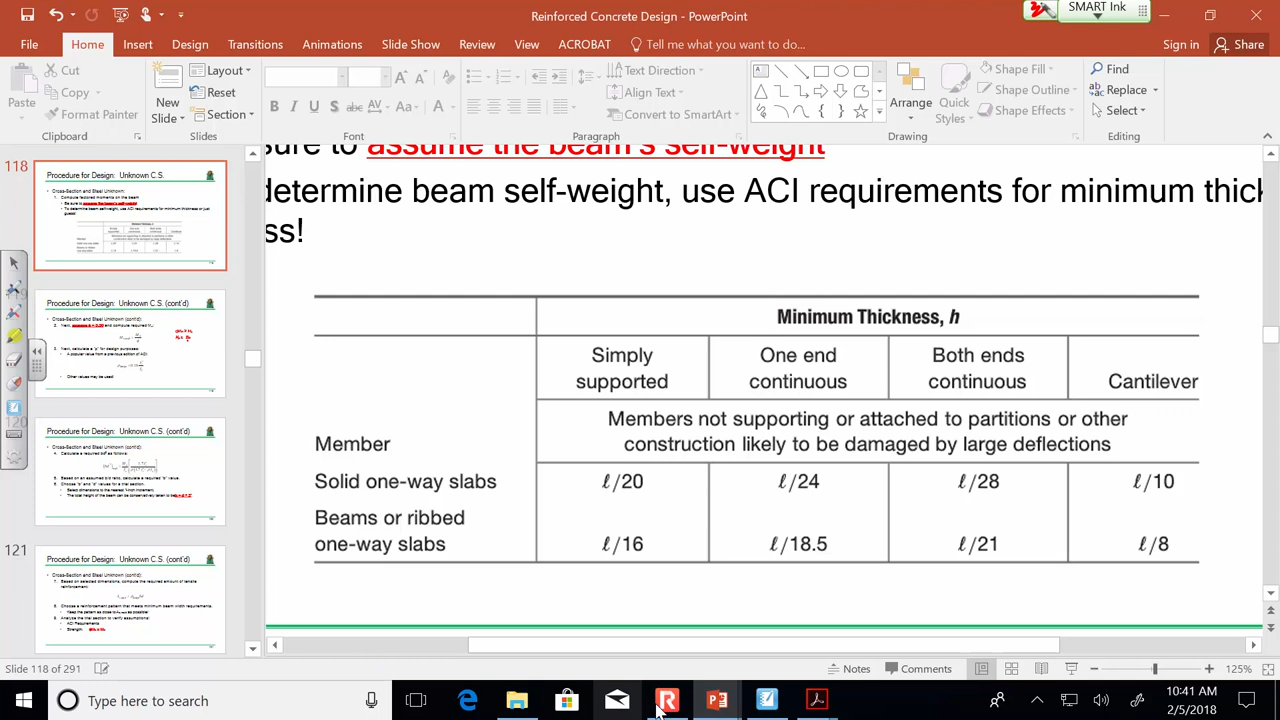 Reinforced Concrete Design - PowerPoint
SMART Ink
File Home Insert Design Transitions Animations Slide Show Review View ACROBAT Tell me what you want to do... Sign in Share
Paste
Cut
Copy
Format Painter
Clipboard
New Slide
Layout
Reset
Section
Slides
Font
Text Direction
Align Text
Convert to SmartArt
Paragraph
Arrange
Quick Styles
Shape Fill
Shape Outline
Shape Effects
Drawing
Find
Replace
Select
Editing
118
Procedure for Design: Unknown C.S.
Procedure for Design: Unknown C.S. (cont'd)
120
Procedure for Design: Unknown C.S. (cont'd)
121
Procedure for Design: Unknown C.S. (cont'd)
sure to assume the beam's self-weight
determine beam self-weight, use ACI requirements for minimum thick
ss!
Minimum Thickness, h
Simply supported
One end continuous
Both ends continuous
Cantilever
Members not supporting or attached to partitions or other
construction likely to be damaged by large deflections
Member
Solid one-way slabs ℓ/20 ℓ/24 ℓ/28 ℓ/10
Beams or ribbed
one-way slabs ℓ/16 ℓ/18.5 ℓ/21 ℓ/8
Slide 118 of 291
Notes
Comments
125%
Type here to search
10:41 AM
2/5/2018